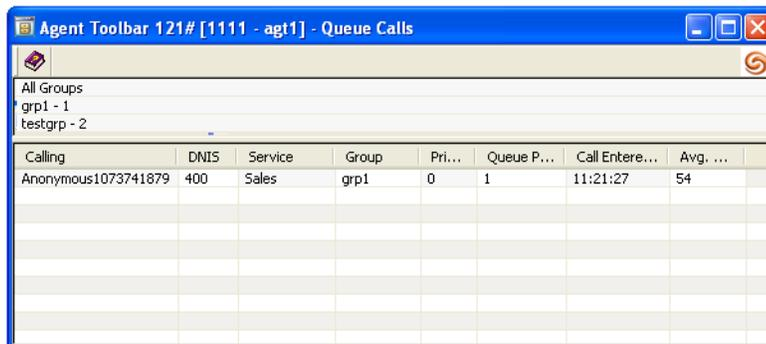 Agent Toolbar 121# [1111 - agt1] - Queue Calls
All Groups
grp1 - 1
testgrp - 2
Calling DNIS Service Group Pri... Queue P... Call Entere... Avg. ...
Anonymous1073741879 400 Sales grp1 0 1 11:21:27 54